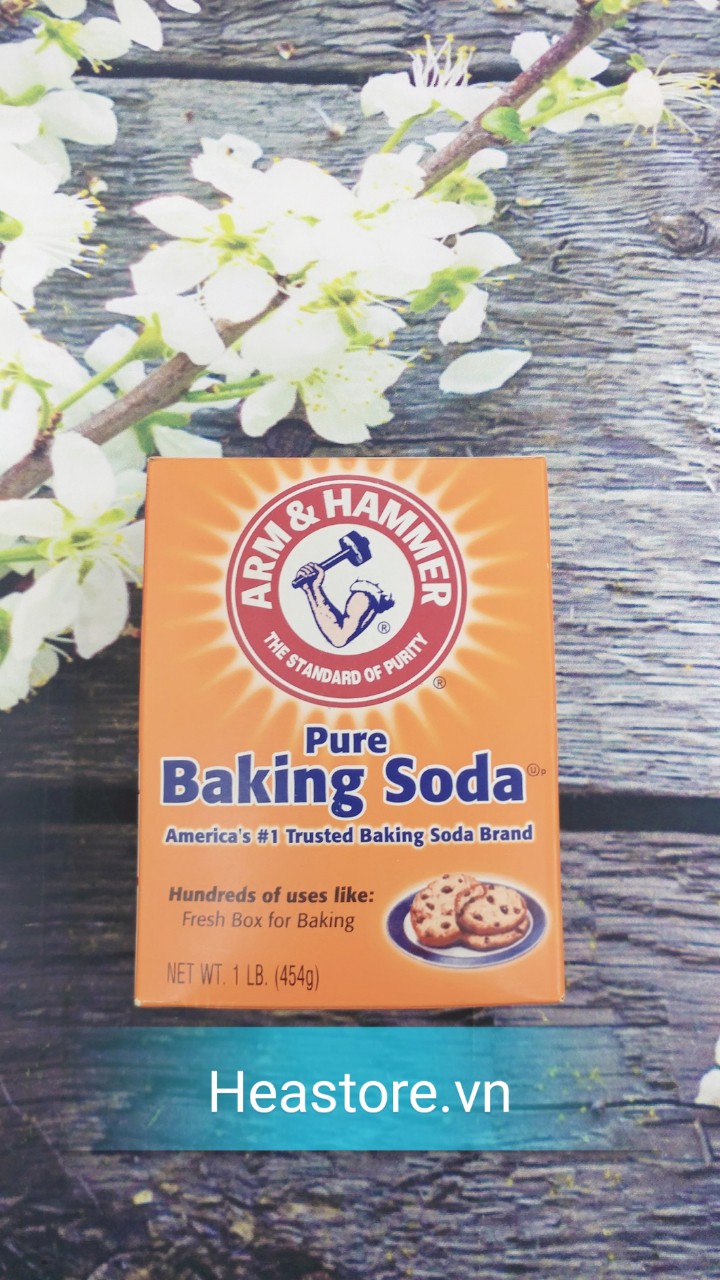 ARM & HAMMER
®
THE STANDARD OF PURITY
®
Pure
Baking Soda Ⓤp
America's #1 Trusted Baking Soda Brand
Hundreds of uses like:
Fresh Box for Baking
NET WT. 1 LB. (454g)
Heastore.vn